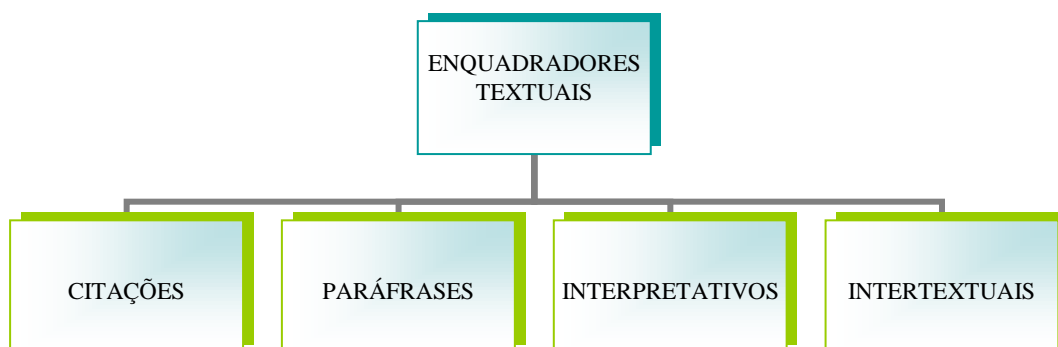 ENQUADRADORES
TEXTUAIS
CITAÇÕES
PARÁFRASES
INTERPRETATIVOS
INTERTEXTUAIS